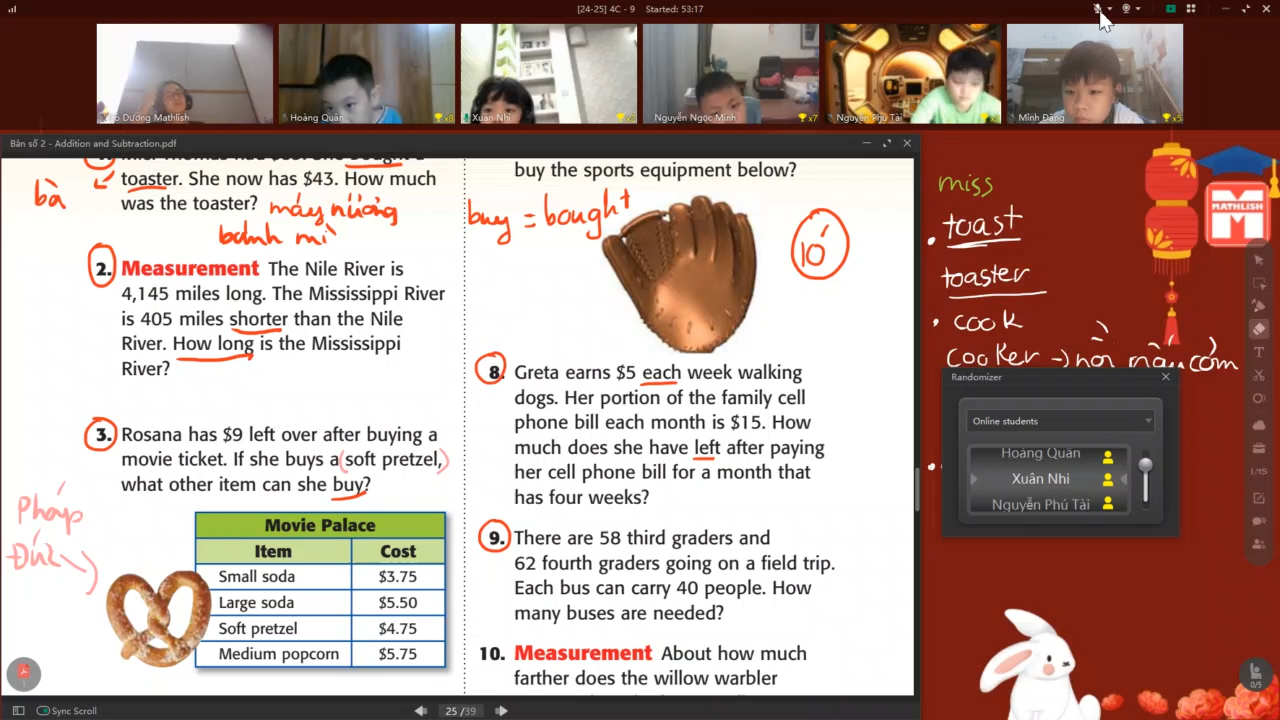 [24-25] 4C - 9 Started: 53:17
Dương Mathlish
Hoàng Quân
x8
Xuân Nhi
Nguyễn Ngọc Minh
x7
Nguyễn Phú Tài
Minh Đăng
x5
Bản số 2 - Addition and Subtraction.pdf
toaster. She now has $43. How much
was the toaster?
bà
máy nướng
bánh mì
2. Measurement The Nile River is
4,145 miles long. The Mississippi River
is 405 miles shorter than the Nile
River. How long is the Mississippi
River?
3. Rosana has $9 left over after buying a
movie ticket. If she buys a (soft pretzel,)
what other item can she buy?
Pháp
Đức
Movie Palace
Item Cost
Small soda $3.75
Large soda $5.50
Soft pretzel $4.75
Medium popcorn $5.75
buy the sports equipment below?
buy = bought
8. Greta earns $5 each week walking
dogs. Her portion of the family cell
phone bill each month is $15. How
much does she have left after paying
her cell phone bill for a month that
has four weeks?
9. There are 58 third graders and
62 fourth graders going on a field trip.
Each bus can carry 40 people. How
many buses are needed?
10. Measurement About how much
farther does the willow warbler
miss
toast
toaster
cook
cooker → nồi nấu cơm
MATHLISH
Randomizer
Online students
Hoàng Quân
Xuân Nhi
Nguyễn Phú Tài
LMS
0/5
Sync Scroll
25 /39